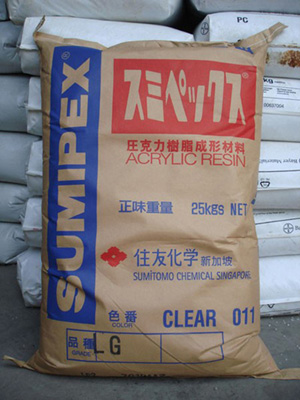 PC
SUMIPEX
スミペックス
圧克力樹脂成形材料
ACRYLIC RESIN
正味重量 25kgs NET
住友化学 新加坡
SUMITOMO CHEMICAL SINGAPORE
色番 CLEAR 011
COLOR
品種 LG
GRADE